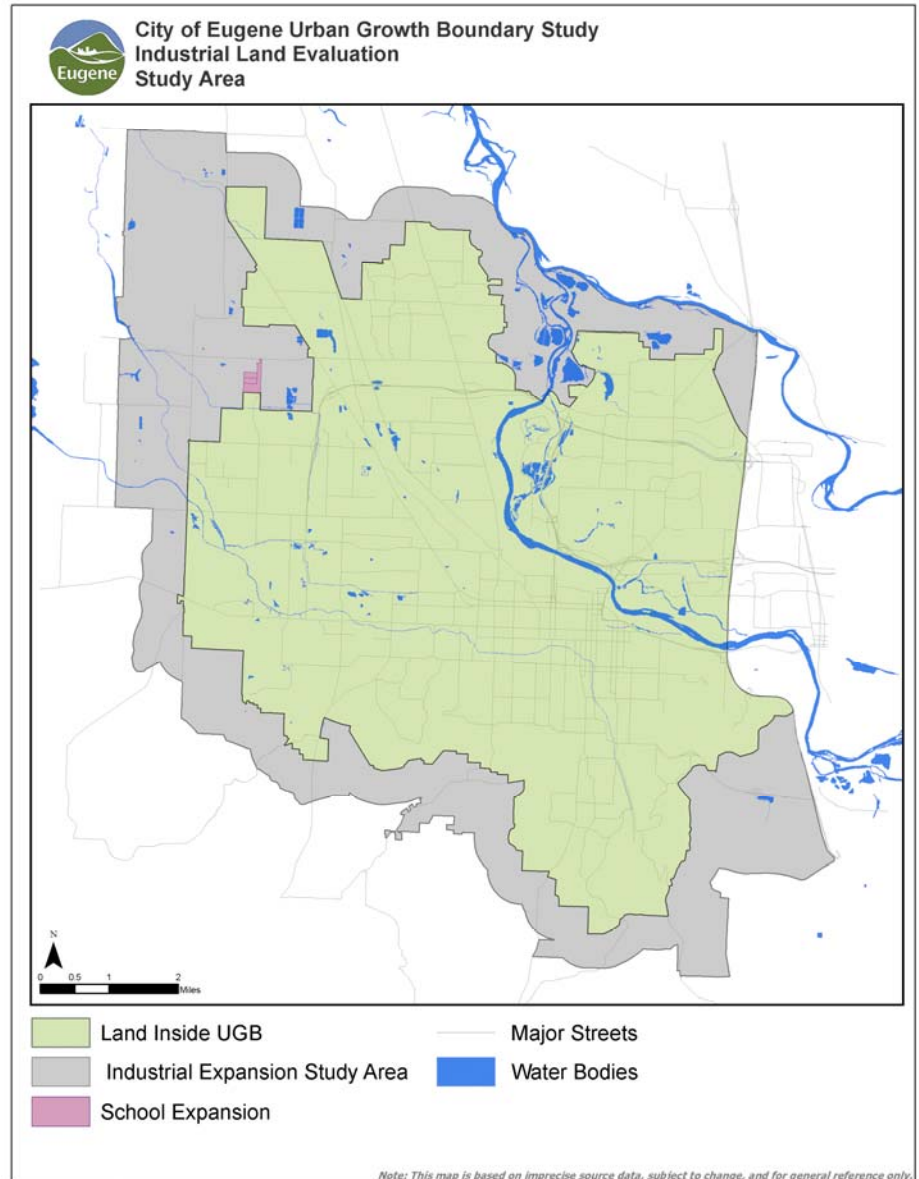 City of Eugene Urban Growth Boundary Study
Industrial Land Evaluation
Study Area
Eugene
N
0 0.5 1 2
Miles
Land Inside UGB
Industrial Expansion Study Area
School Expansion
Major Streets
Water Bodies
Note: This map is based on imprecise source data, subject to change, and for general reference only.